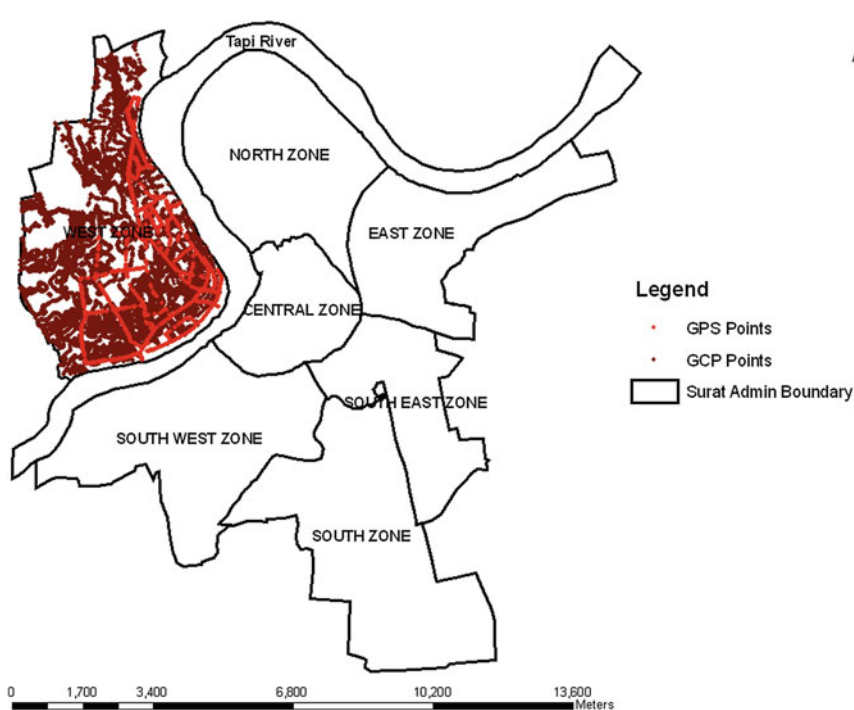 Tapi River
NORTH ZONE
WEST ZONE
EAST ZONE
CENTRAL ZONE
SOUTH EAST ZONE
SOUTH WEST ZONE
SOUTH ZONE
Legend
GPS Points
GCP Points
Surat Admin Boundary
0 1,700 3,400 6,800 10,200 13,600
Meters